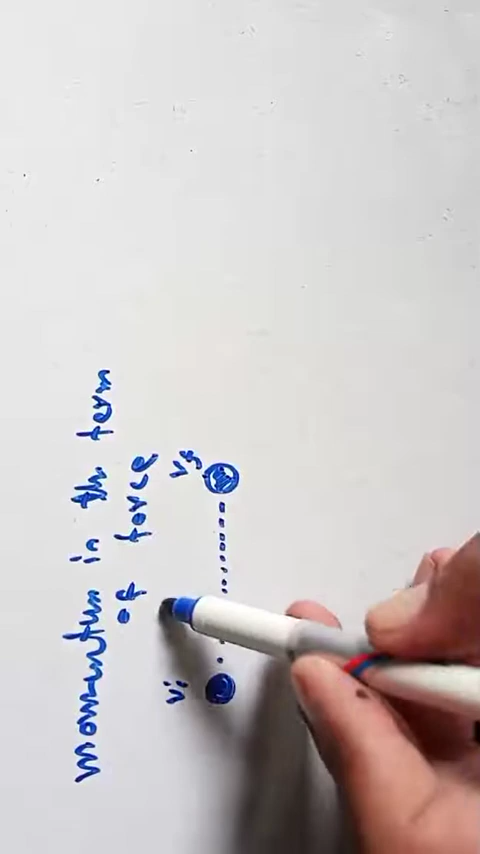 momentum in the term
of force
vi
vf